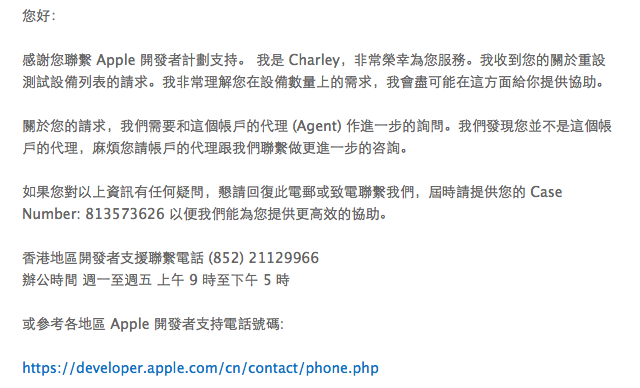 您好：
感謝您聯繫 Apple 開發者計劃支持。 我是 Charley，非常榮幸為您服務。我收到您的關於重設
測試設備列表的請求。我非常理解您在設備數量上的需求，我會盡可能在這方面給你提供協助。
關於您的請求，我們需要和這個帳戶的代理 (Agent) 作進一步的詢問。我們發現您並不是這個帳
戶的代理，麻煩您請帳戶的代理跟我們聯繫做更進一步的咨詢。
如果您對以上資訊有任何疑問，懇請回復此電郵或致電聯繫我們，屆時請提供您的 Case
Number: 813573626 以便我們能為您提供更高效的協助。
香港地區開發者支援聯繫電話 (852) 21129966
辦公時間 週一至週五 上午 9 時至下午 5 時
或參考各地區 Apple 開發者支持電話號碼:
https://developer.apple.com/cn/contact/phone.php